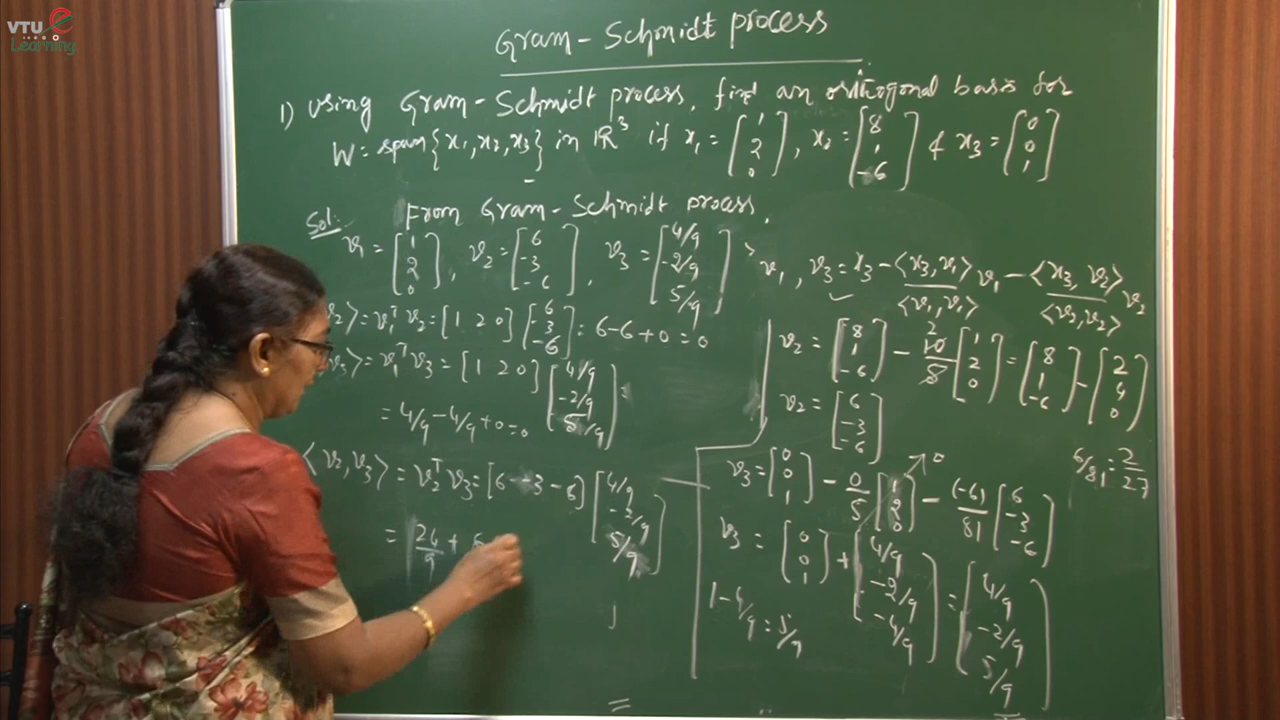 VTU e
Learning
Gram-Schmidt process
1) Using Gram-Schmidt process, find an orthogonal basis for
W = span{x₁, x₂, x₃} in ℝ³ if x₁ = [1 2 0], x₂ = [8 1 -6] & x₃ = [0 0 1]
Sol: From Gram-Schmidt process,
v₁ = [1 2 0], v₂ = [6 -3 -6], v₃ = [4/9 -2/9 5/9]
v₂⟩ = v₁ᵀ v₂ = [1 2 0] [6 -3 -6] = 6-6+0 = 0
v₃⟩ = v₁ᵀ v₃ = [1 2 0] [4/9 -2/9 5/9] =
= 4/9 - 4/9 + 0 = 0
⟨v₂, v₃⟩ = v₂ᵀ v₃ = [6 -3 -6] [4/9 -2/9 5/9]
= 24/9 + 6
=
v₁, v₃ = x₃ - ⟨x₃, v₁⟩/⟨v₁, v₁⟩ v₁ - ⟨x₃, v₂⟩/⟨v₂, v₂⟩ v₂
v₂ = [8 1 -6] - 10/5 2 [1 2 0] = [8 1 -6] - [2 4 0]
v₂ = [6 -3 -6]
6/81 = 2/27
v₃ = [0 0 1] - 0/5 [1 2 0] → 0 - (-6)/81 [6 -3 -6]
v₃ = [0 0 1] + [4/9 -2/9 -4/9] = [4/9 -2/9 5/9]
1 - 4/9 = 5/9